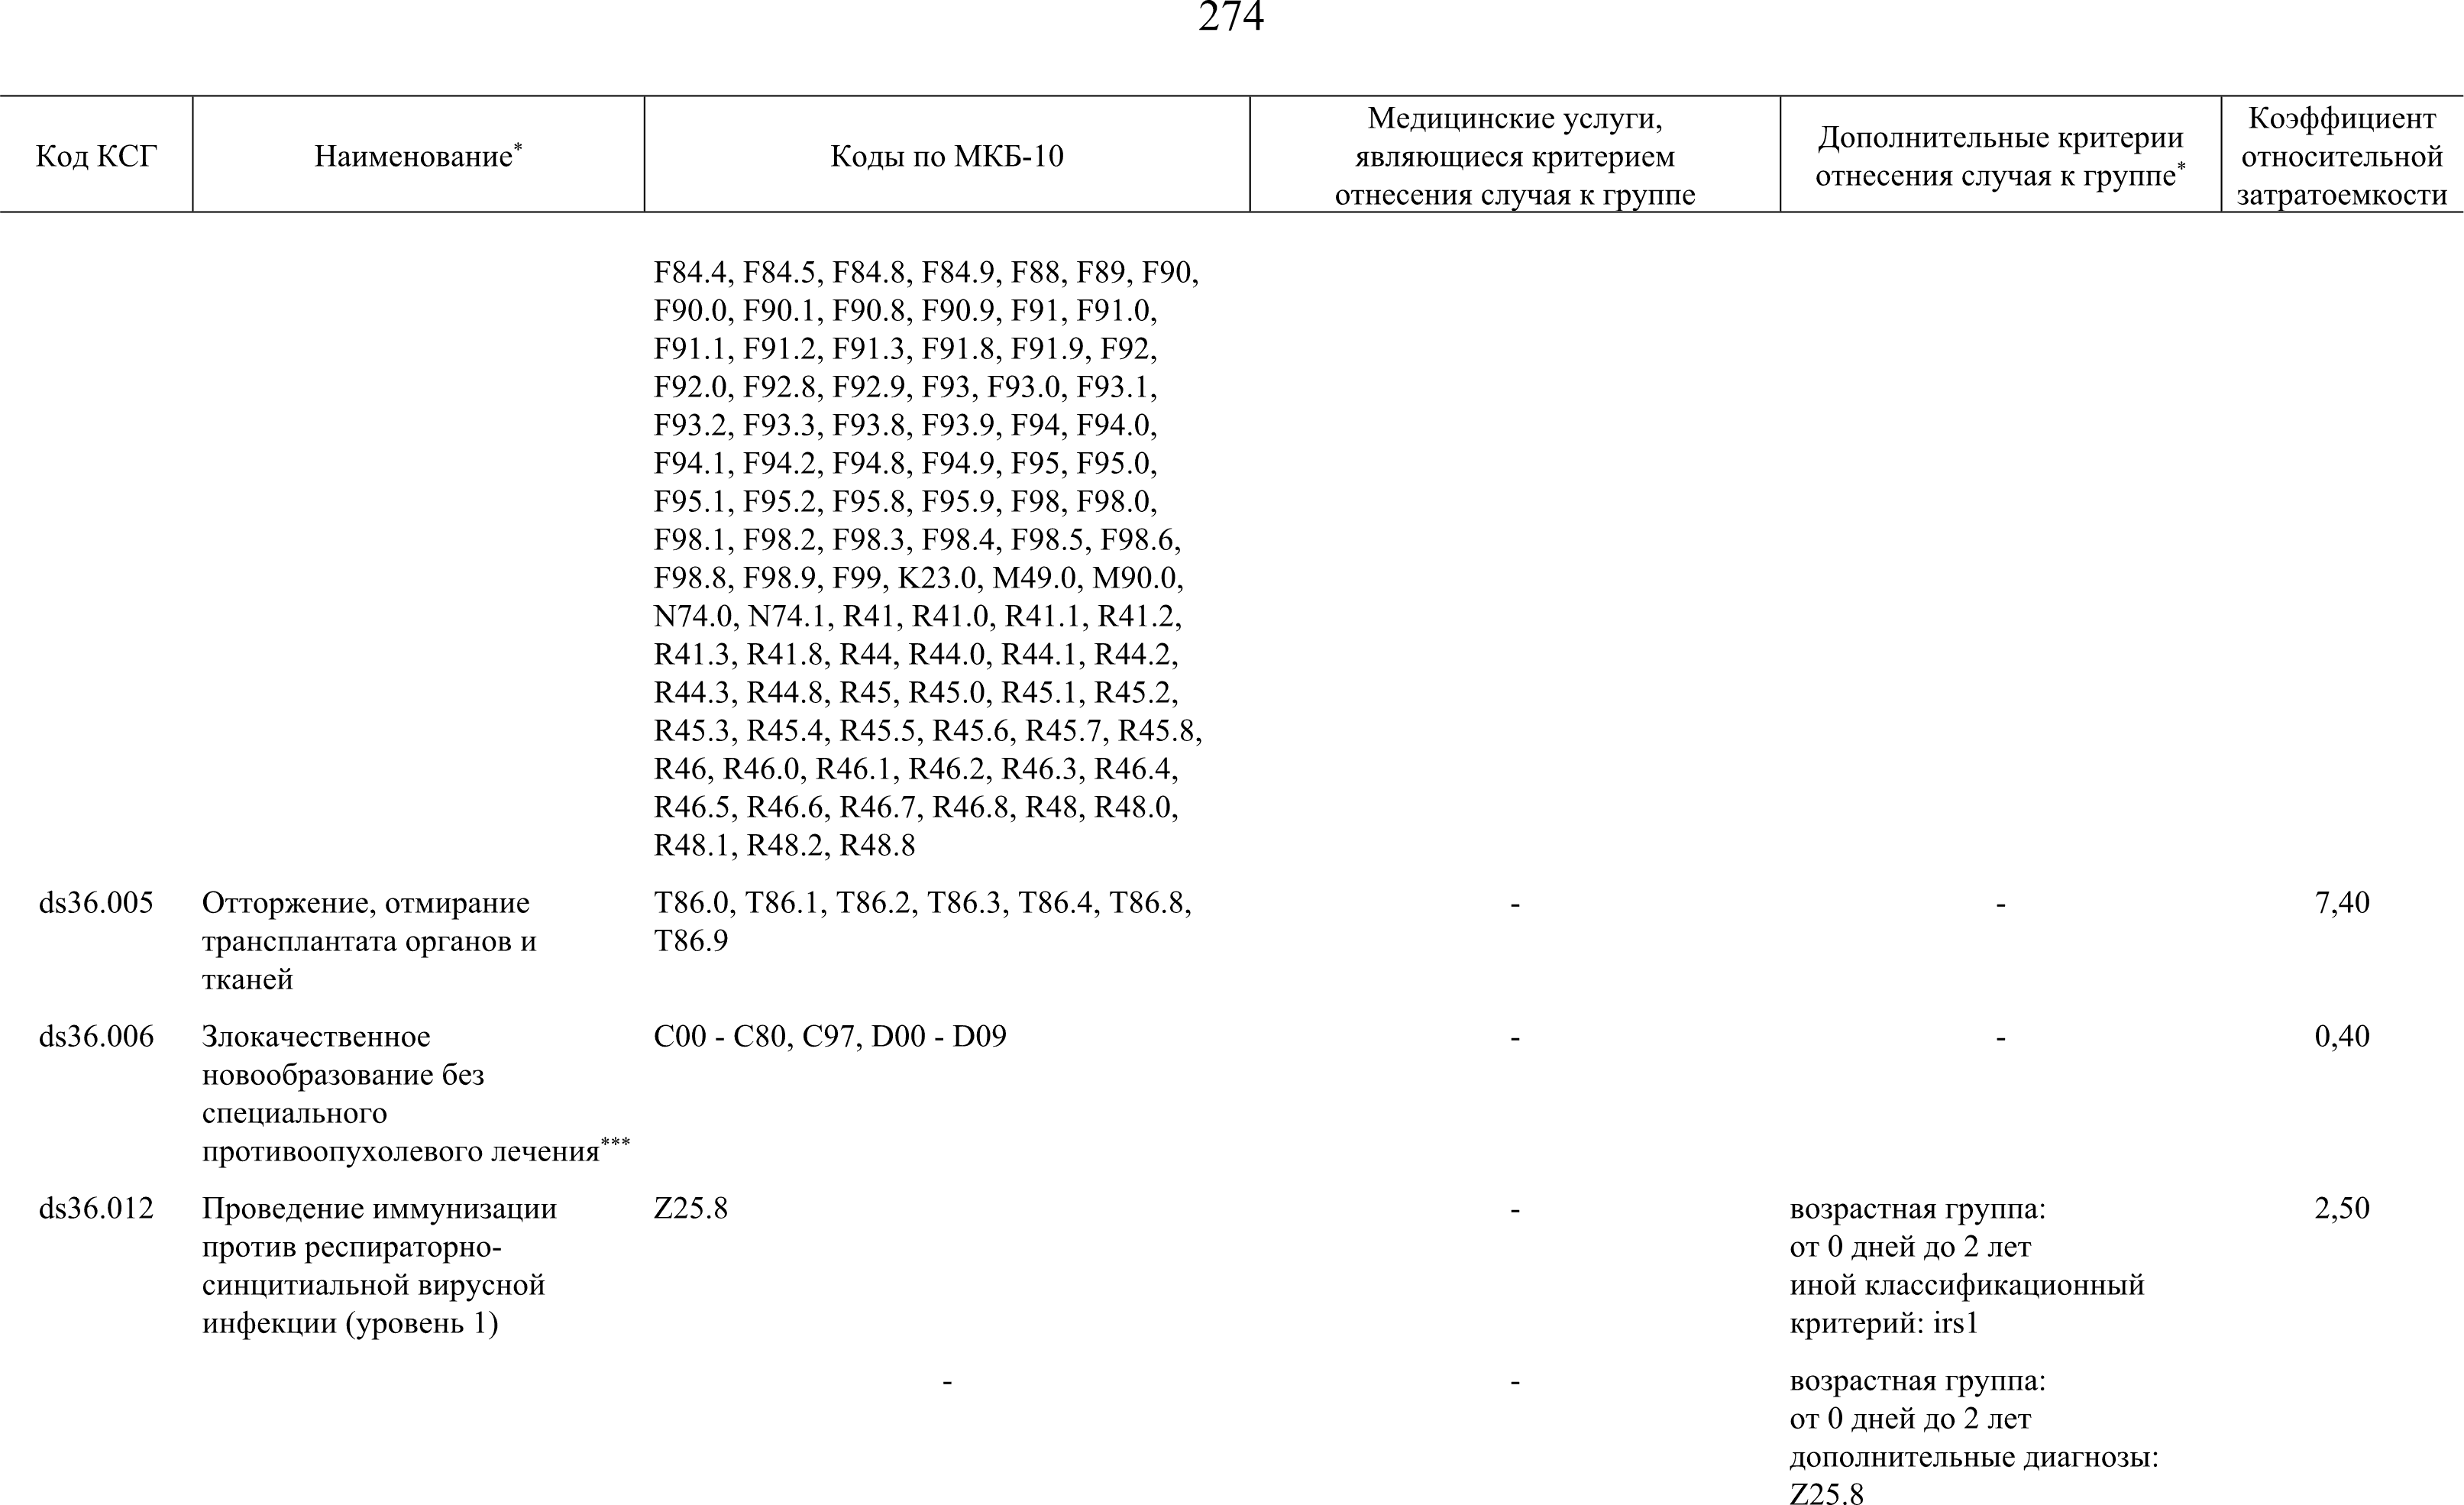 274
Код КСГ
Наименование*
Коды по МКБ-10
Медицинские услуги,
являющиеся критерием
отнесения случая к группе
Дополнительные критерии
отнесения случая к группе*
Коэффициент
относительной
затратоемкости
F84.4, F84.5, F84.8, F84.9, F88, F89, F90,
F90.0, F90.1, F90.8, F90.9, F91, F91.0,
F91.1, F91.2, F91.3, F91.8, F91.9, F92,
F92.0, F92.8, F92.9, F93, F93.0, F93.1,
F93.2, F93.3, F93.8, F93.9, F94, F94.0,
F94.1, F94.2, F94.8, F94.9, F95, F95.0,
F95.1, F95.2, F95.8, F95.9, F98, F98.0,
F98.1, F98.2, F98.3, F98.4, F98.5, F98.6,
F98.8, F98.9, F99, K23.0, M49.0, M90.0,
N74.0, N74.1, R41, R41.0, R41.1, R41.2,
R41.3, R41.8, R44, R44.0, R44.1, R44.2,
R44.3, R44.8, R45, R45.0, R45.1, R45.2,
R45.3, R45.4, R45.5, R45.6, R45.7, R45.8,
R46, R46.0, R46.1, R46.2, R46.3, R46.4,
R46.5, R46.6, R46.7, R46.8, R48, R48.0,
R48.1, R48.2, R48.8
ds36.005
Отторжение, отмирание
трансплантата органов и
тканей
T86.0, T86.1, T86.2, T86.3, T86.4, T86.8,
T86.9
-
-
7,40
ds36.006
Злокачественное
новообразование без
специального
противоопухолевого лечения***
C00 - C80, C97, D00 - D09
-
-
0,40
ds36.012
Проведение иммунизации
против респираторно-
синцитиальной вирусной
инфекции (уровень 1)
Z25.8
-
возрастная группа:
от 0 дней до 2 лет
иной классификационный
критерий: irs1
2,50
-
-
возрастная группа:
от 0 дней до 2 лет
дополнительные диагнозы:
Z25.8